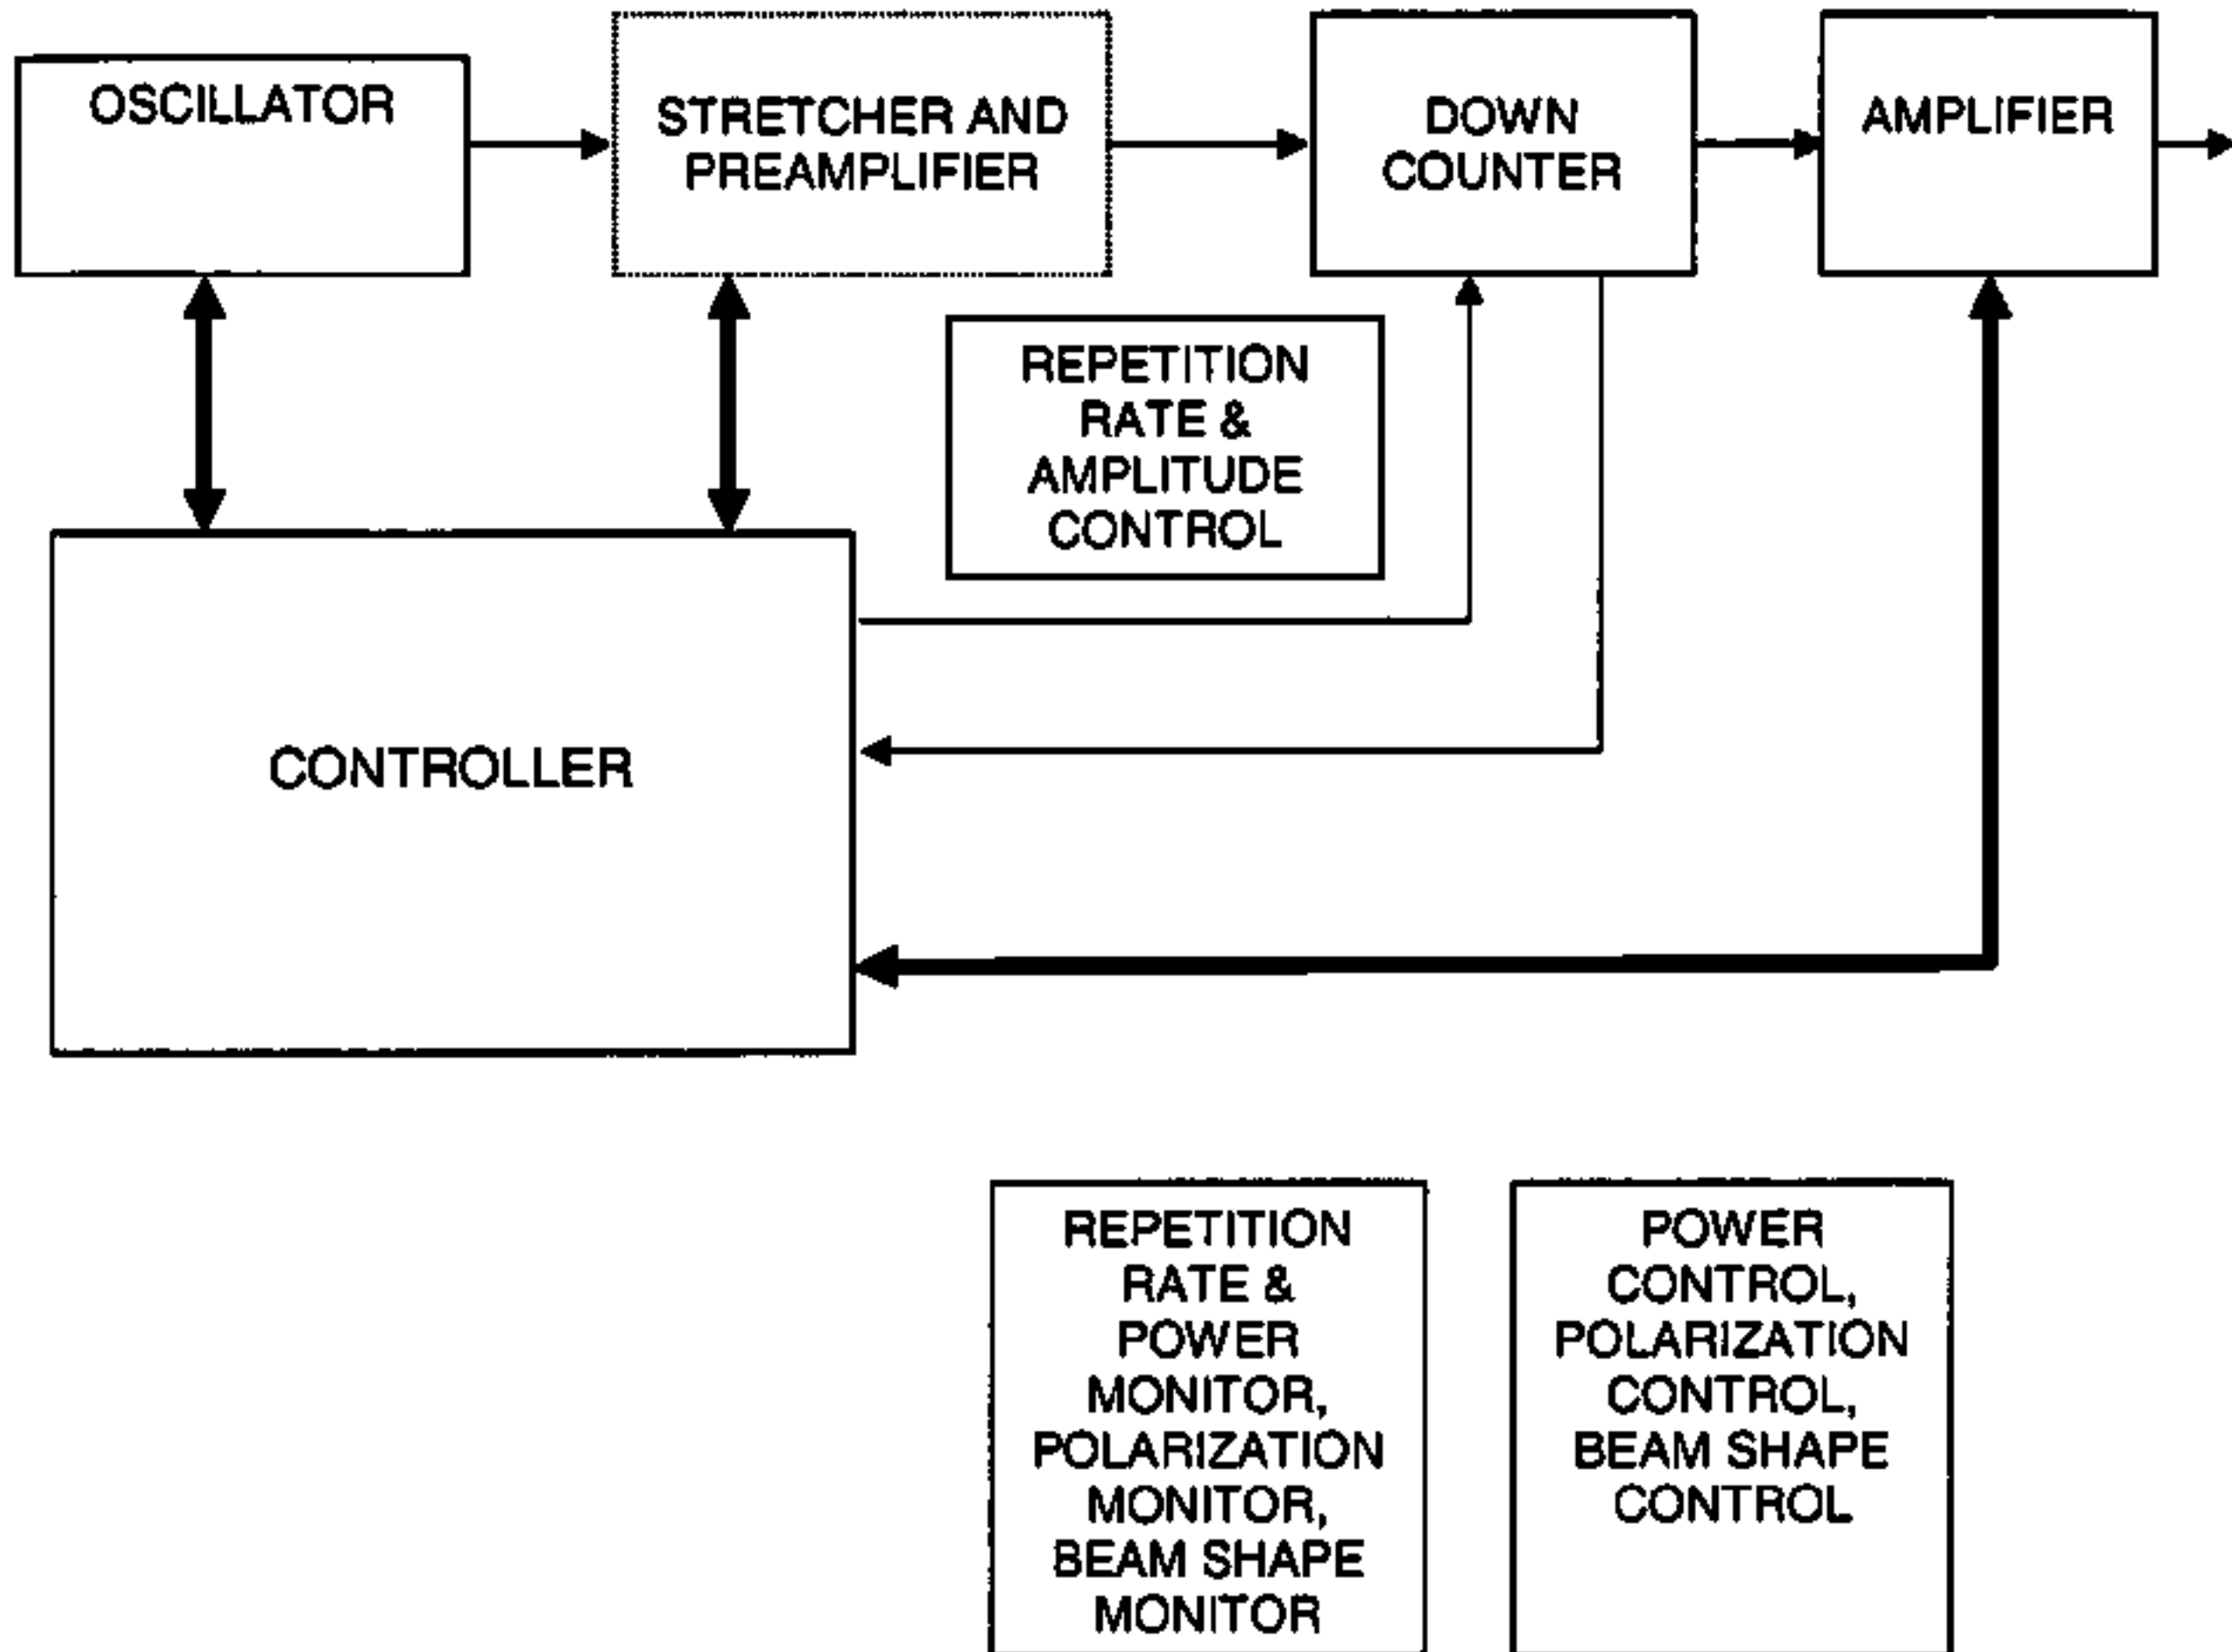 OSCILLATOR
STRETCHER AND
PREAMPLIFIER
DOWN
COUNTER
AMPLIFIER
REPETITION
RATE &
AMPLITUDE
CONTROL
CONTROLLER
REPETITION
RATE &
POWER
MONITOR,
POLARIZATION
MONITOR,
BEAM SHAPE
MONITOR
POWER
CONTROL,
POLARIZATION
CONTROL,
BEAM SHAPE
CONTROL